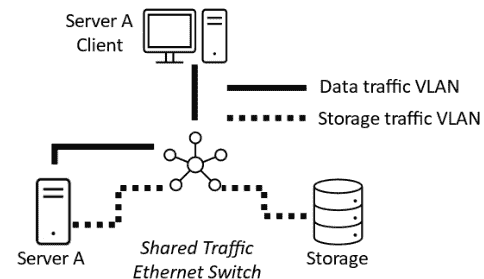 Server A
Client
Data traffic VLAN
Storage traffic VLAN
Server A
Shared Traffic
Ethernet Switch
Storage